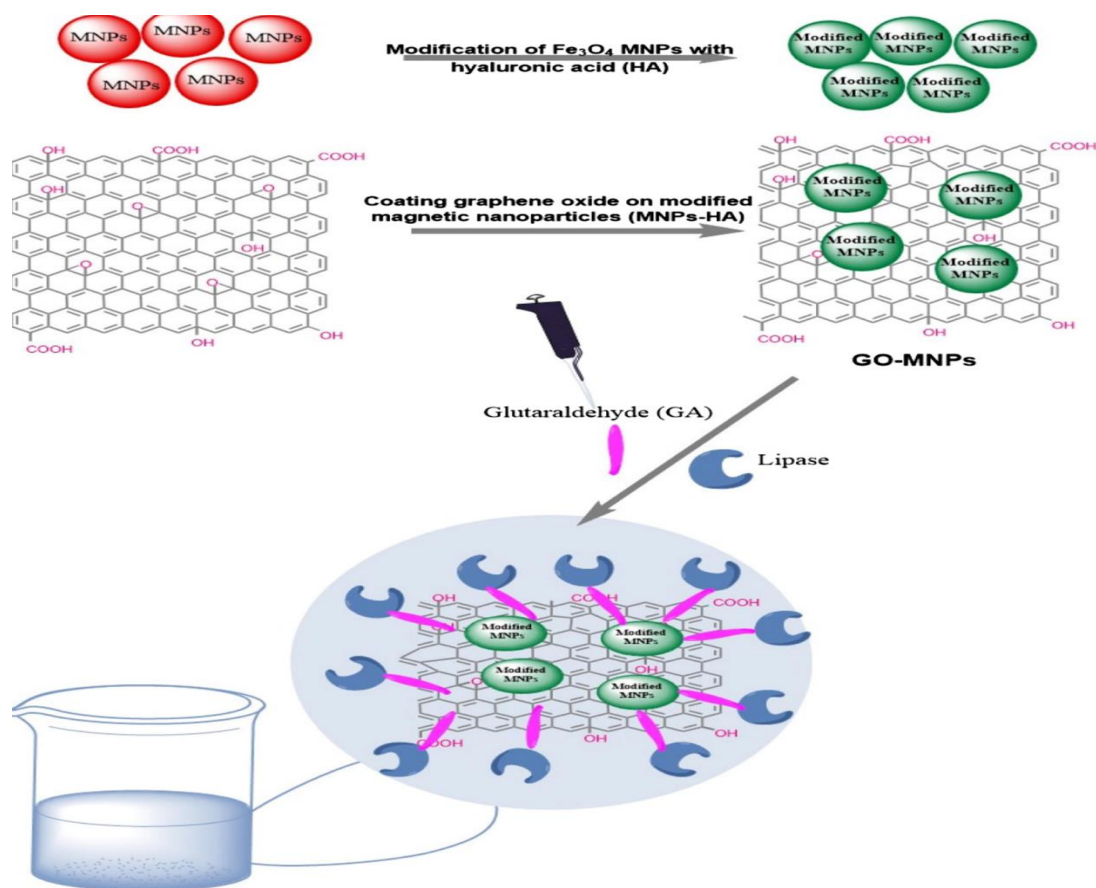 MNPs
MNPs
MNPs
MNPs
MNPs
Modification of Fe₃O₄ MNPs with
hyaluronic acid (HA)
Modified
MNPs
Modified
MNPs
Modified
MNPs
Modified
MNPs
Modified
MNPs
OH
COOH
COOH
OH
O
O
OH
O
O
COOH
OH
OH
Coating graphene oxide on modified
magnetic nanoparticles (MNPs-HA)
COOH
COOH
OH
Modified
MNPs
Modified
MNPs
OH
Modified
MNPs
O
Modified
MNPs
COOH
OH
OH
GO-MNPs
Glutaraldehyde (GA)
Lipase
OH
COOH
COOH
Modified
MNPs
Modified
MNPs
OH
Modified
MNPs
Modified
MNPs
COOH
OH
OH